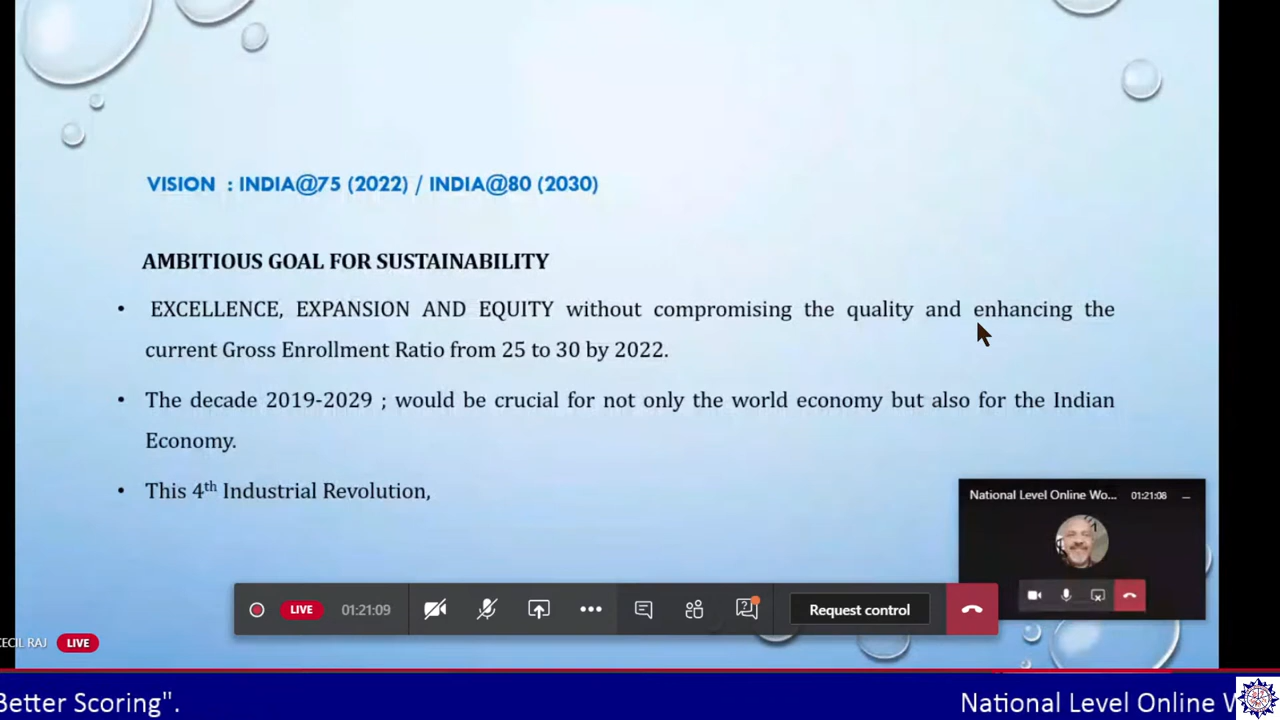 VISION : INDIA@75 (2022) / INDIA@80 (2030)
AMBITIOUS GOAL FOR SUSTAINABILITY
• EXCELLENCE, EXPANSION AND EQUITY without compromising the quality and enhancing the
current Gross Enrollment Ratio from 25 to 30 by 2022.
• The decade 2019-2029 ; would be crucial for not only the world economy but also for the Indian
Economy.
• This 4th Industrial Revolution,
National Level Online Wo... 01:21:08
LIVE 01:21:09
Request control
CECIL RAJ LIVE
Better Scoring". National Level Online W